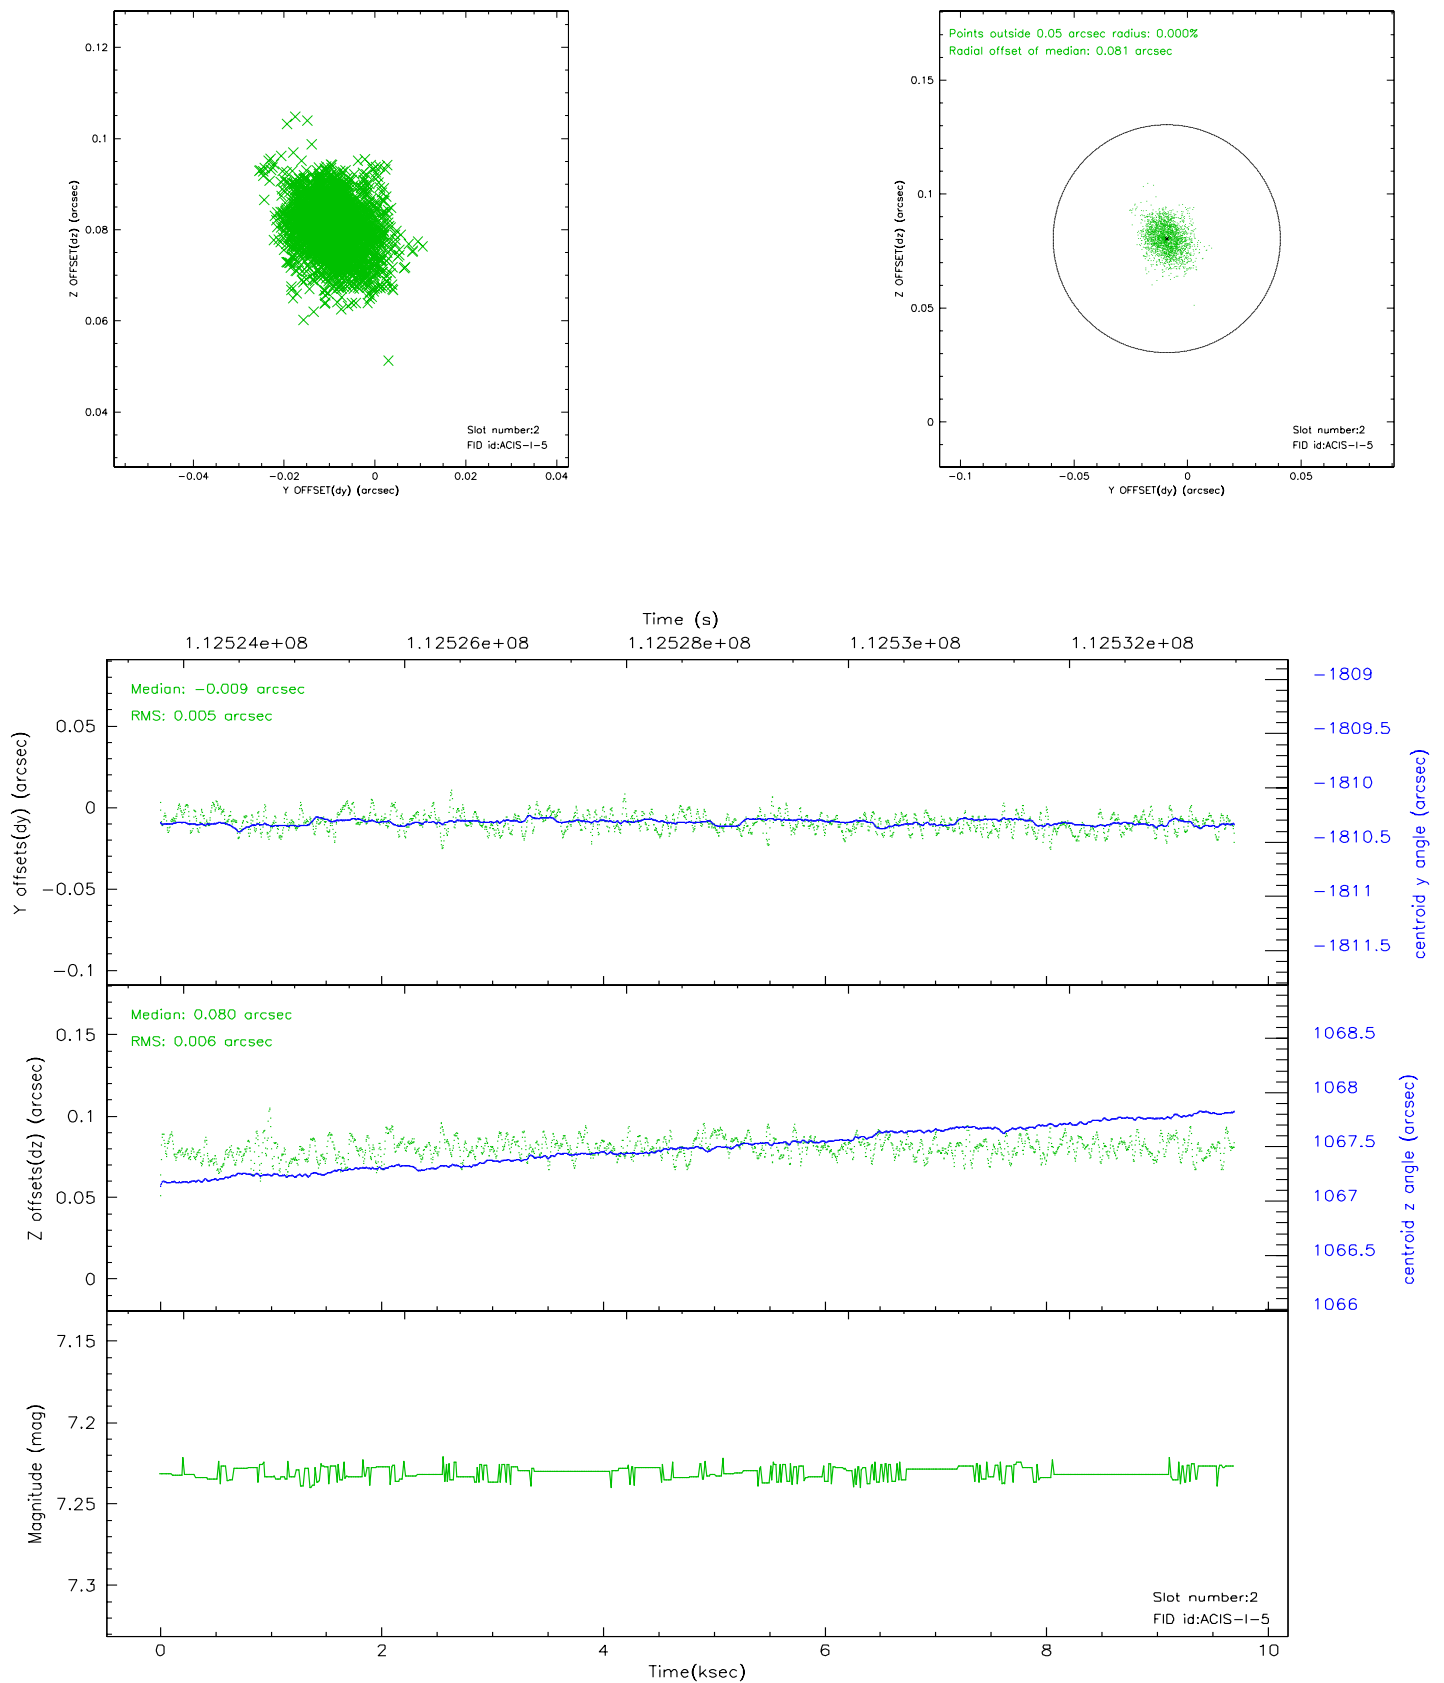 0.12
0.1
0.08
0.06
0.04
Z OFFSET(dz) (arcsec)
Slot number:2
FID id:ACIS-I-5
-0.04
-0.02
0
0.02
0.04
Y OFFSET(dy) (arcsec)
Points outside 0.05 arcsec radius: 0.000%
Radial offset of median: 0.081 arcsec
0.15
0.1
0.05
0
Z OFFSET(dz) (arcsec)
Slot number:2
FID id:ACIS-I-5
-0.1
-0.05
0
0.05
Y OFFSET(dy) (arcsec)
Time (s)
1.12524e+08
1.12526e+08
1.12528e+08
1.1253e+08
1.12532e+08
Median: -0.009 arcsec
RMS: 0.005 arcsec
0.05
0
-0.05
-0.1
Y offsets(dy) (arcsec)
-1809
-1809.5
-1810
-1810.5
-1811
-1811.5
centroid y angle (arcsec)
Median: 0.080 arcsec
RMS: 0.006 arcsec
0.15
0.1
0.05
0
Z offsets(dz) (arcsec)
1068.5
1068
1067.5
1067
1066.5
1066
centroid z angle (arcsec)
7.15
7.2
7.25
7.3
Magnitude (mag)
Slot number:2
FID id:ACIS-I-5
0
2
4
6
8
10
Time(ksec)